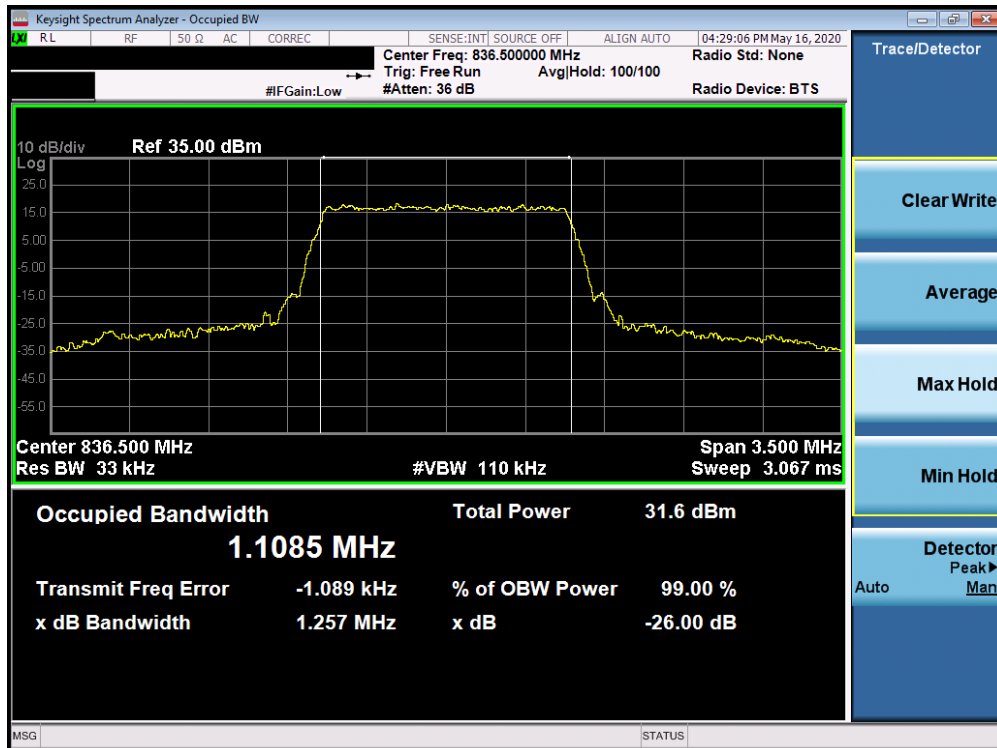 Keysight Spectrum Analyzer - Occupied BW
LXI RL RF 50 Ω AC CORREC SENSE:INT SOURCE OFF ALIGN AUTO 04:29:06 PM May 16, 2020
Center Freq: 836.500000 MHz Radio Std: None
Trig: Free Run Avg|Hold: 100/100
#IFGain:Low #Atten: 36 dB Radio Device: BTS
10 dB/div Ref 35.00 dBm
Log
25.0
15.0
5.00
-5.00
-15.0
-25.0
-35.0
-45.0
-55.0
Center 836.500 MHz Span 3.500 MHz
Res BW 33 kHz #VBW 110 kHz Sweep 3.067 ms
Occupied Bandwidth Total Power 31.6 dBm
1.1085 MHz
Transmit Freq Error -1.089 kHz % of OBW Power 99.00 %
x dB Bandwidth 1.257 MHz x dB -26.00 dB
MSG STATUS
Trace/Detector
Clear Write
Average
Max Hold
Min Hold
Detector
Peak
Auto Man